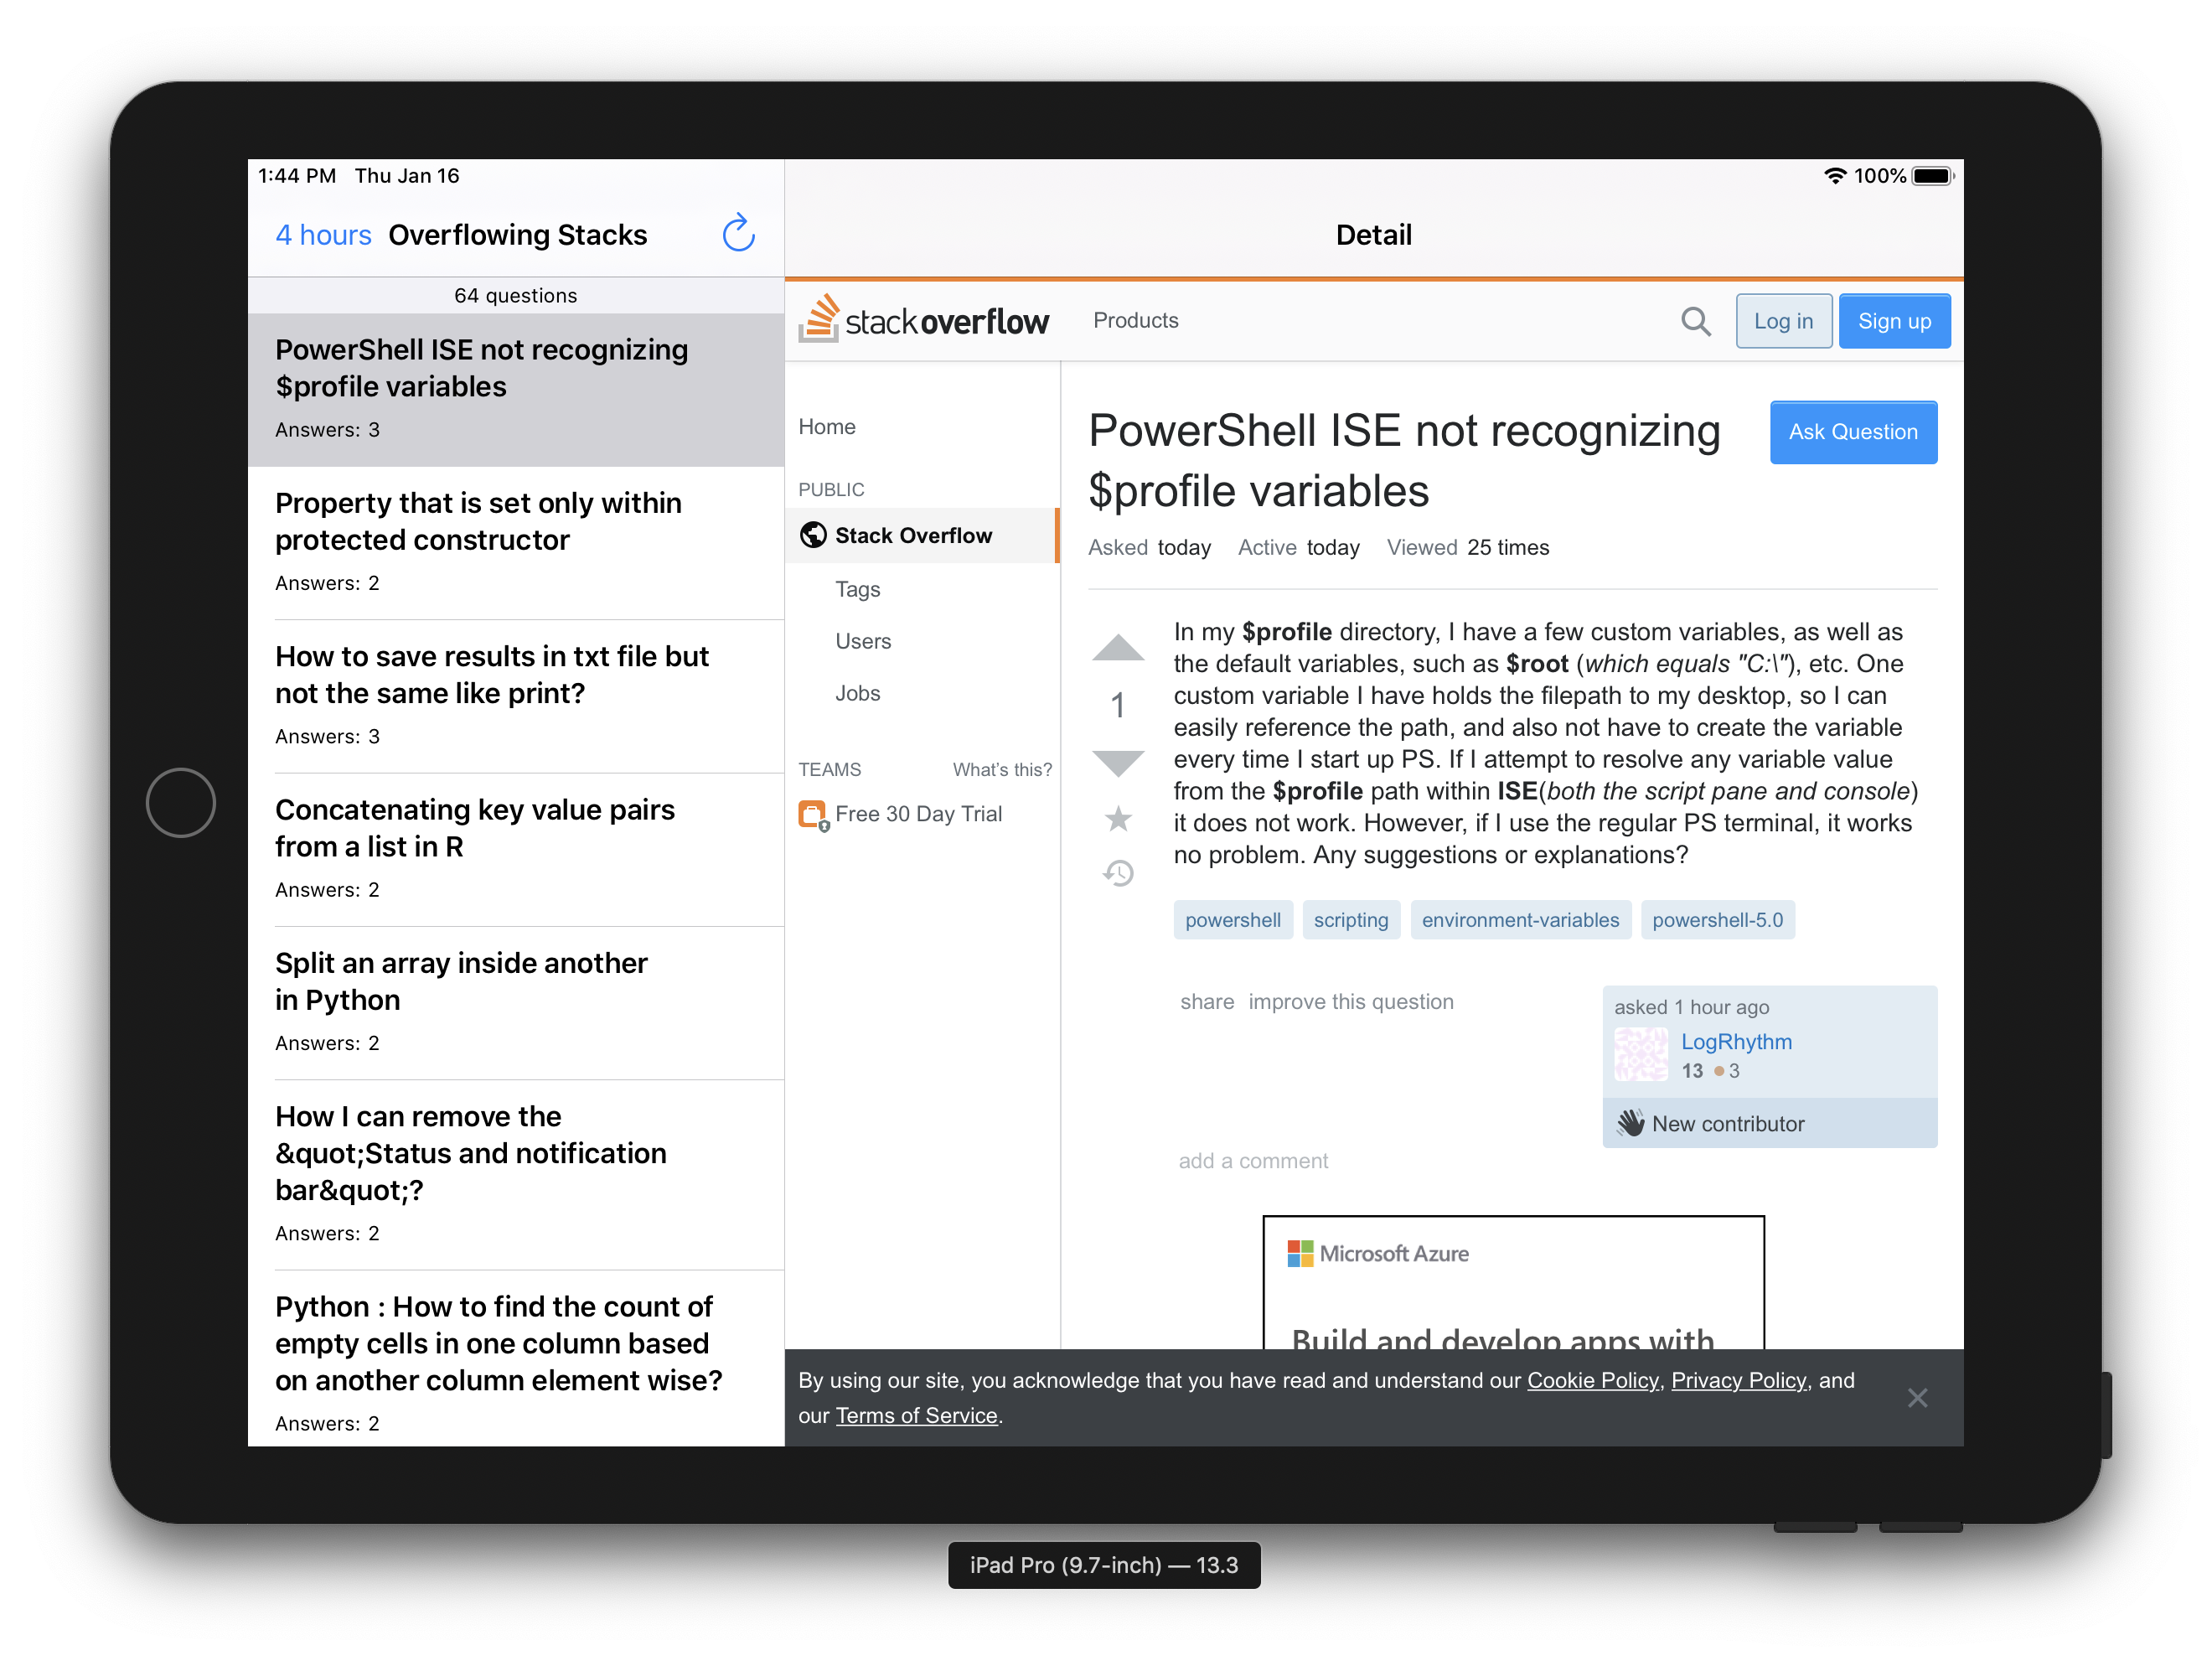 1:44 PM Thu Jan 16
100%
4 hours Overflowing Stacks
64 questions
PowerShell ISE not recognizing
$profile variables
Answers: 3
Property that is set only within
protected constructor
Answers: 2
How to save results in txt file but
not the same like print?
Answers: 3
Concatenating key value pairs
from a list in R
Answers: 2
Split an array inside another
in Python
Answers: 2
How I can remove the
&quot;Status and notification
bar&quot;?
Answers: 2
Python : How to find the count of
empty cells in one column based
on another column element wise?
Answers: 2
Detail
stackoverflow Products Log in Sign up
Home
PUBLIC
Stack Overflow
Tags
Users
Jobs
TEAMS What's this?
Free 30 Day Trial
PowerShell ISE not recognizing
$profile variables
Ask Question
Asked today Active today Viewed 25 times
1
In my $profile directory, I have a few custom variables, as well as
the default variables, such as $root (which equals "C:\"), etc. One
custom variable I have holds the filepath to my desktop, so I can
easily reference the path, and also not have to create the variable
every time I start up PS. If I attempt to resolve any variable value
from the $profile path within ISE(both the script pane and console)
it does not work. However, if I use the regular PS terminal, it works
no problem. Any suggestions or explanations?
powershell scripting environment-variables powershell-5.0
share improve this question
asked 1 hour ago
LogRhythm
13 3
New contributor
add a comment
Microsoft Azure
Build and develop apps with
By using our site, you acknowledge that you have read and understand our Cookie Policy, Privacy Policy, and
our Terms of Service.
iPad Pro (9.7-inch) — 13.3